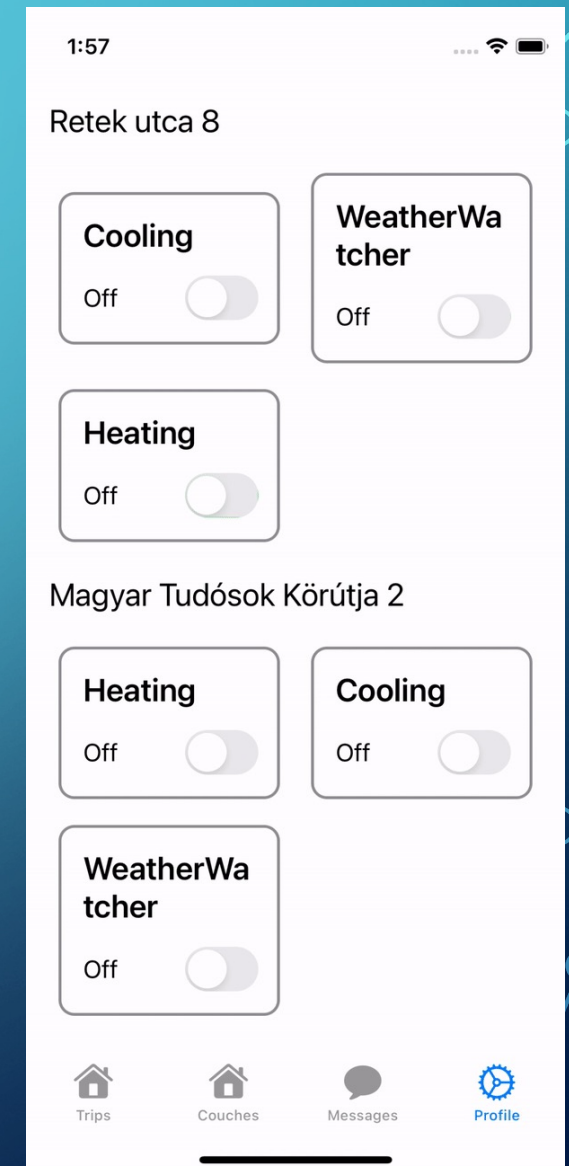 1:57
Retek utca 8
Cooling
Off
WeatherWa
tcher
Off
Heating
Off
Magyar Tudósok Körútja 2
Heating
Off
Cooling
Off
WeatherWa
tcher
Off
Trips
Couches
Messages
Profile